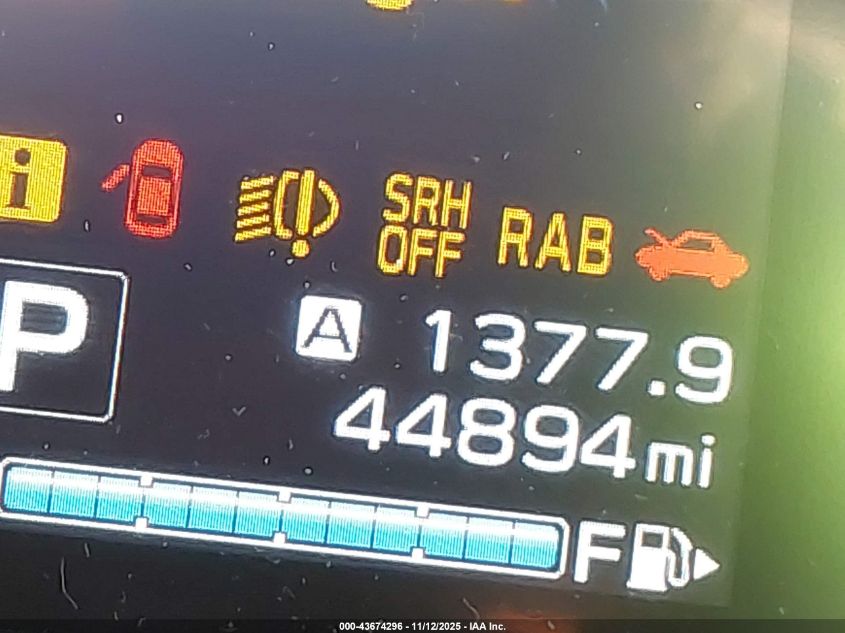 i
SRH
OFF
RAB
P
A 1377.9
44894mi
F
000-43674296 - 11/12/2025 - IAA Inc.